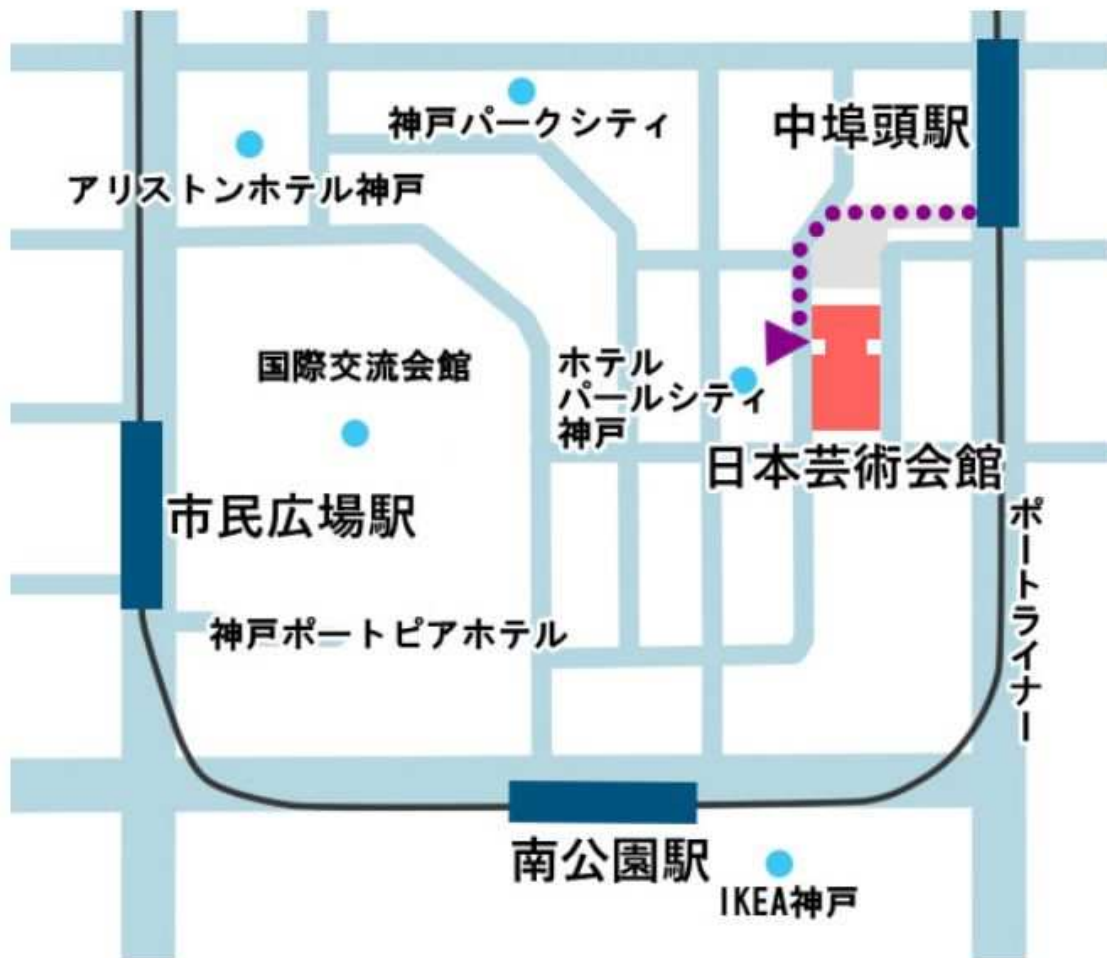 神戸パークシティ
中埠頭駅
アリストンホテル神戸
国際交流会館
ホテル
パールシティ
神戸
日本芸術会館
市民広場駅
ポートライナー
神戸ポートピアホテル
南公園駅
IKEA神戸